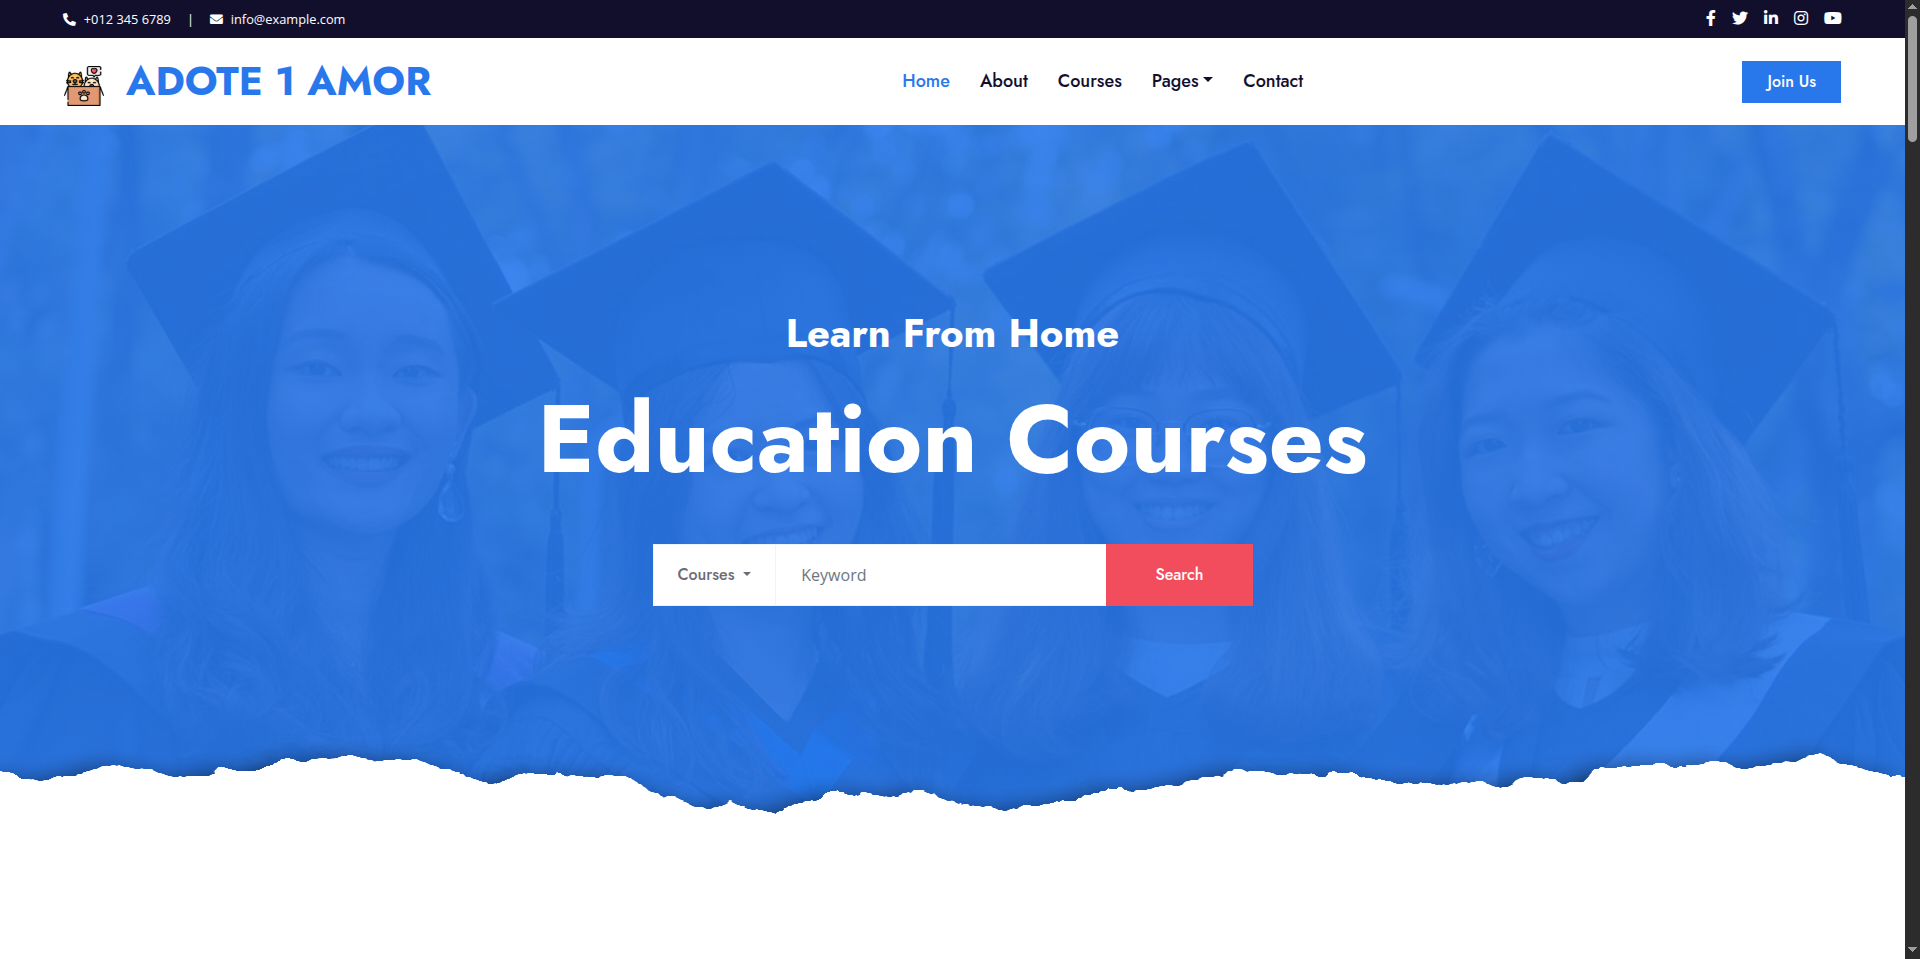 +012 345 6789 | info@example.com
ADOTE 1 AMOR
Home About Courses Pages Contact
Join Us
Learn From Home
Education Courses
Courses Keyword Search